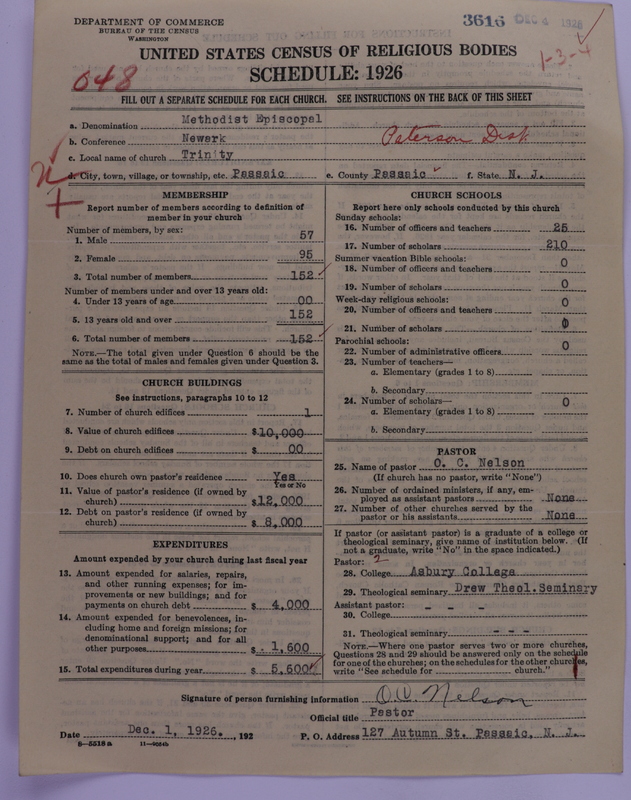 DEPARTMENT OF COMMERCE
BUREAU OF THE CENSUS
WASHINGTON
3616 DEC 4 1926
1-3-4
UNITED STATES CENSUS OF RELIGIOUS BODIES
SCHEDULE: 1926
048
FILL OUT A SEPARATE SCHEDULE FOR EACH CHURCH. SEE INSTRUCTIONS ON THE BACK OF THIS SHEET
a. Denomination Methodist Episcopal
b. Conference Newark Paterson Dist
c. Local name of church Trinity
d. City, town, village, or township, etc. Passaic e. County Passaic f. State N. J.
MEMBERSHIP
Report number of members according to definition of
member in your church
Number of members, by sex:
1. Male 57
2. Female 95
3. Total number of members 152
Number of members under and over 13 years old:
4. Under 13 years of age 00
5. 13 years old and over 152
6. Total number of members 152
NOTE.—The total given under Question 6 should be the
same as the total of males and females given under Question 3.
CHURCH BUILDINGS
See instructions, paragraphs 10 to 12
7. Number of church edifices 1
8. Value of church edifices $10,000
9. Debt on church edifices $ 00
10. Does church own pastor's residence Yes
Yes or No
11. Value of pastor's residence (if owned by
church) $12,000
12. Debt on pastor's residence (if owned by
church) $ 8,000
EXPENDITURES
Amount expended by your church during last fiscal year
13. Amount expended for salaries, repairs,
and other running expenses; for im-
provements or new buildings; and for
payments on church debt $ 4,000
14. Amount expended for benevolences, in-
cluding home and foreign missions; for
denominational support; and for all
other purposes $ 1,600
15. Total expenditures during year $ 5,600
CHURCH SCHOOLS
Report here only schools conducted by this church
Sunday schools:
16. Number of officers and teachers 25
17. Number of scholars 210
Summer vacation Bible schools:
18. Number of officers and teachers 0
19. Number of scholars 0
Week-day religious schools:
20. Number of officers and teachers 0
21. Number of scholars 0
Parochial schools:
22. Number of administrative officers 0
23. Number of teachers—
a. Elementary (grades 1 to 8)
b. Secondary
24. Number of scholars— 0
a. Elementary (grades 1 to 8)
b. Secondary
PASTOR
25. Name of pastor O. C. Nelson
(If church has no pastor, write "None")
26. Number of ordained ministers, if any, em-
ployed as assistant pastors None
27. Number of other churches served by the
pastor or his assistants None
If pastor (or assistant pastor) is a graduate of a college or
theological seminary, give name of institution below. (If
not a graduate, write "No" in the space indicated.)
Pastor: 2
28. College Asbury College
29. Theological seminary Drew Theol. Seminary
Assistant pastor: - - -
30. College
31. Theological seminary - - -
NOTE.—Where one pastor serves two or more churches,
Questions 28 and 29 should be answered only on the schedule
for one of the churches; on the schedules for the other churches,
write "See schedule for church."
Signature of person furnishing information O.C. Nelson
Official title Pastor
Date Dec. 1, 1926. , 192 P. O. Address 127 Autumn St. Passaic, N. J.
8—5518 a 11—9554b